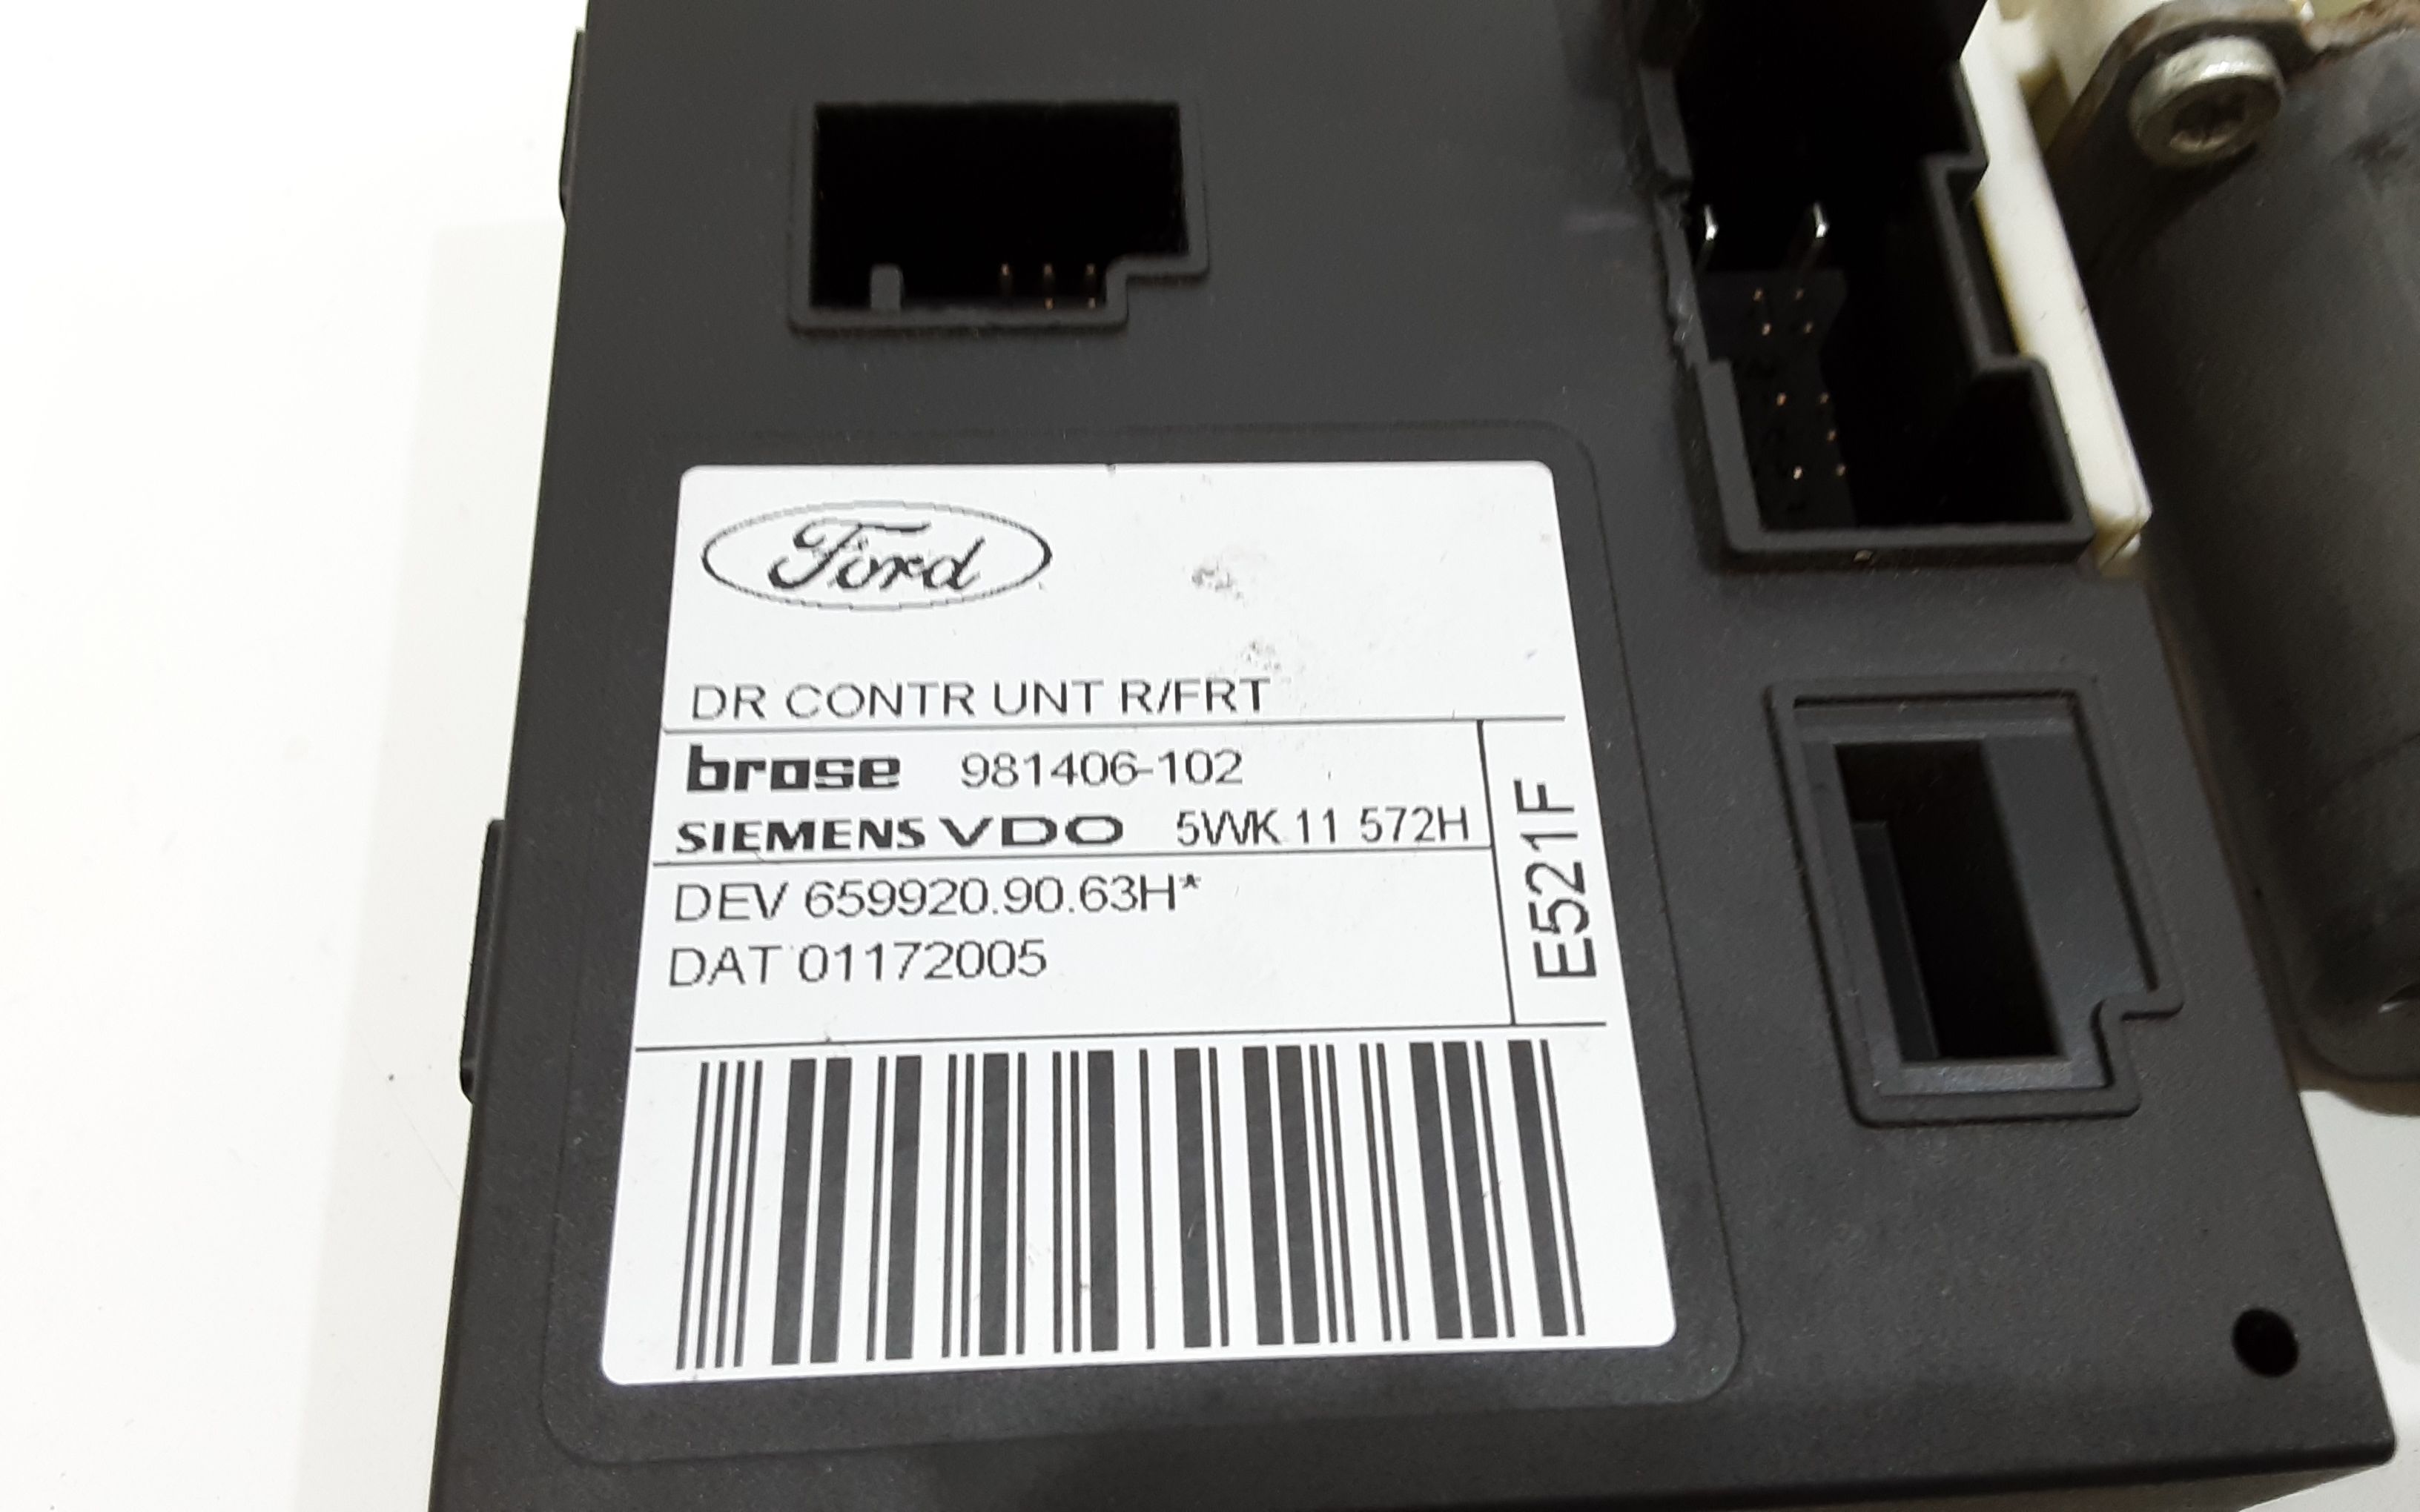 Ford
DR CONTR UNT R/FRT
brose 981406-102
SIEMENS VDO 5WK 11 572H
DEV 659920.90.63H*
DAT 01172005
E521F